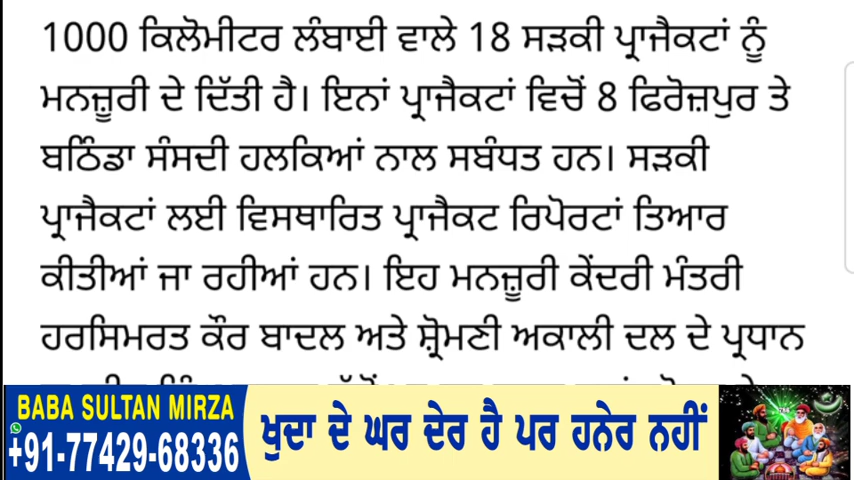 1000 ਕਿਲੋਮੀਟਰ ਲੰਬਾਈ ਵਾਲੇ 18 ਸੜਕੀ ਪ੍ਰਾਜੈਕਟਾਂ ਨੂੰ
ਮਨਜ਼ੂਰੀ ਦੇ ਦਿੱਤੀ ਹੈ। ਇਨਾਂ ਪ੍ਰਾਜੈਕਟਾਂ ਵਿਚੋਂ 8 ਫਿਰੋਜ਼ਪੁਰ ਤੇ
ਬਠਿੰਡਾ ਸੰਸਦੀ ਹਲਕਿਆਂ ਨਾਲ ਸਬੰਧਤ ਹਨ। ਸੜਕੀ
ਪ੍ਰਾਜੈਕਟਾਂ ਲਈ ਵਿਸਥਾਰਿਤ ਪ੍ਰਾਜੈਕਟ ਰਿਪੋਰਟਾਂ ਤਿਆਰ
ਕੀਤੀਆਂ ਜਾ ਰਹੀਆਂ ਹਨ। ਇਹ ਮਨਜ਼ੂਰੀ ਕੇਂਦਰੀ ਮੰਤਰੀ
ਹਰਸਿਮਰਤ ਕੌਰ ਬਾਦਲ ਅਤੇ ਸ਼੍ਰੋਮਣੀ ਅਕਾਲੀ ਦਲ ਦੇ ਪ੍ਰਧਾਨ
BABA SULTAN MIRZA
+91-77429-68336
ਖੁਦਾ ਦੇ ਘਰ ਦੇਰ ਹੈ ਪਰ ਹਨੇਰ ਨਹੀਂ